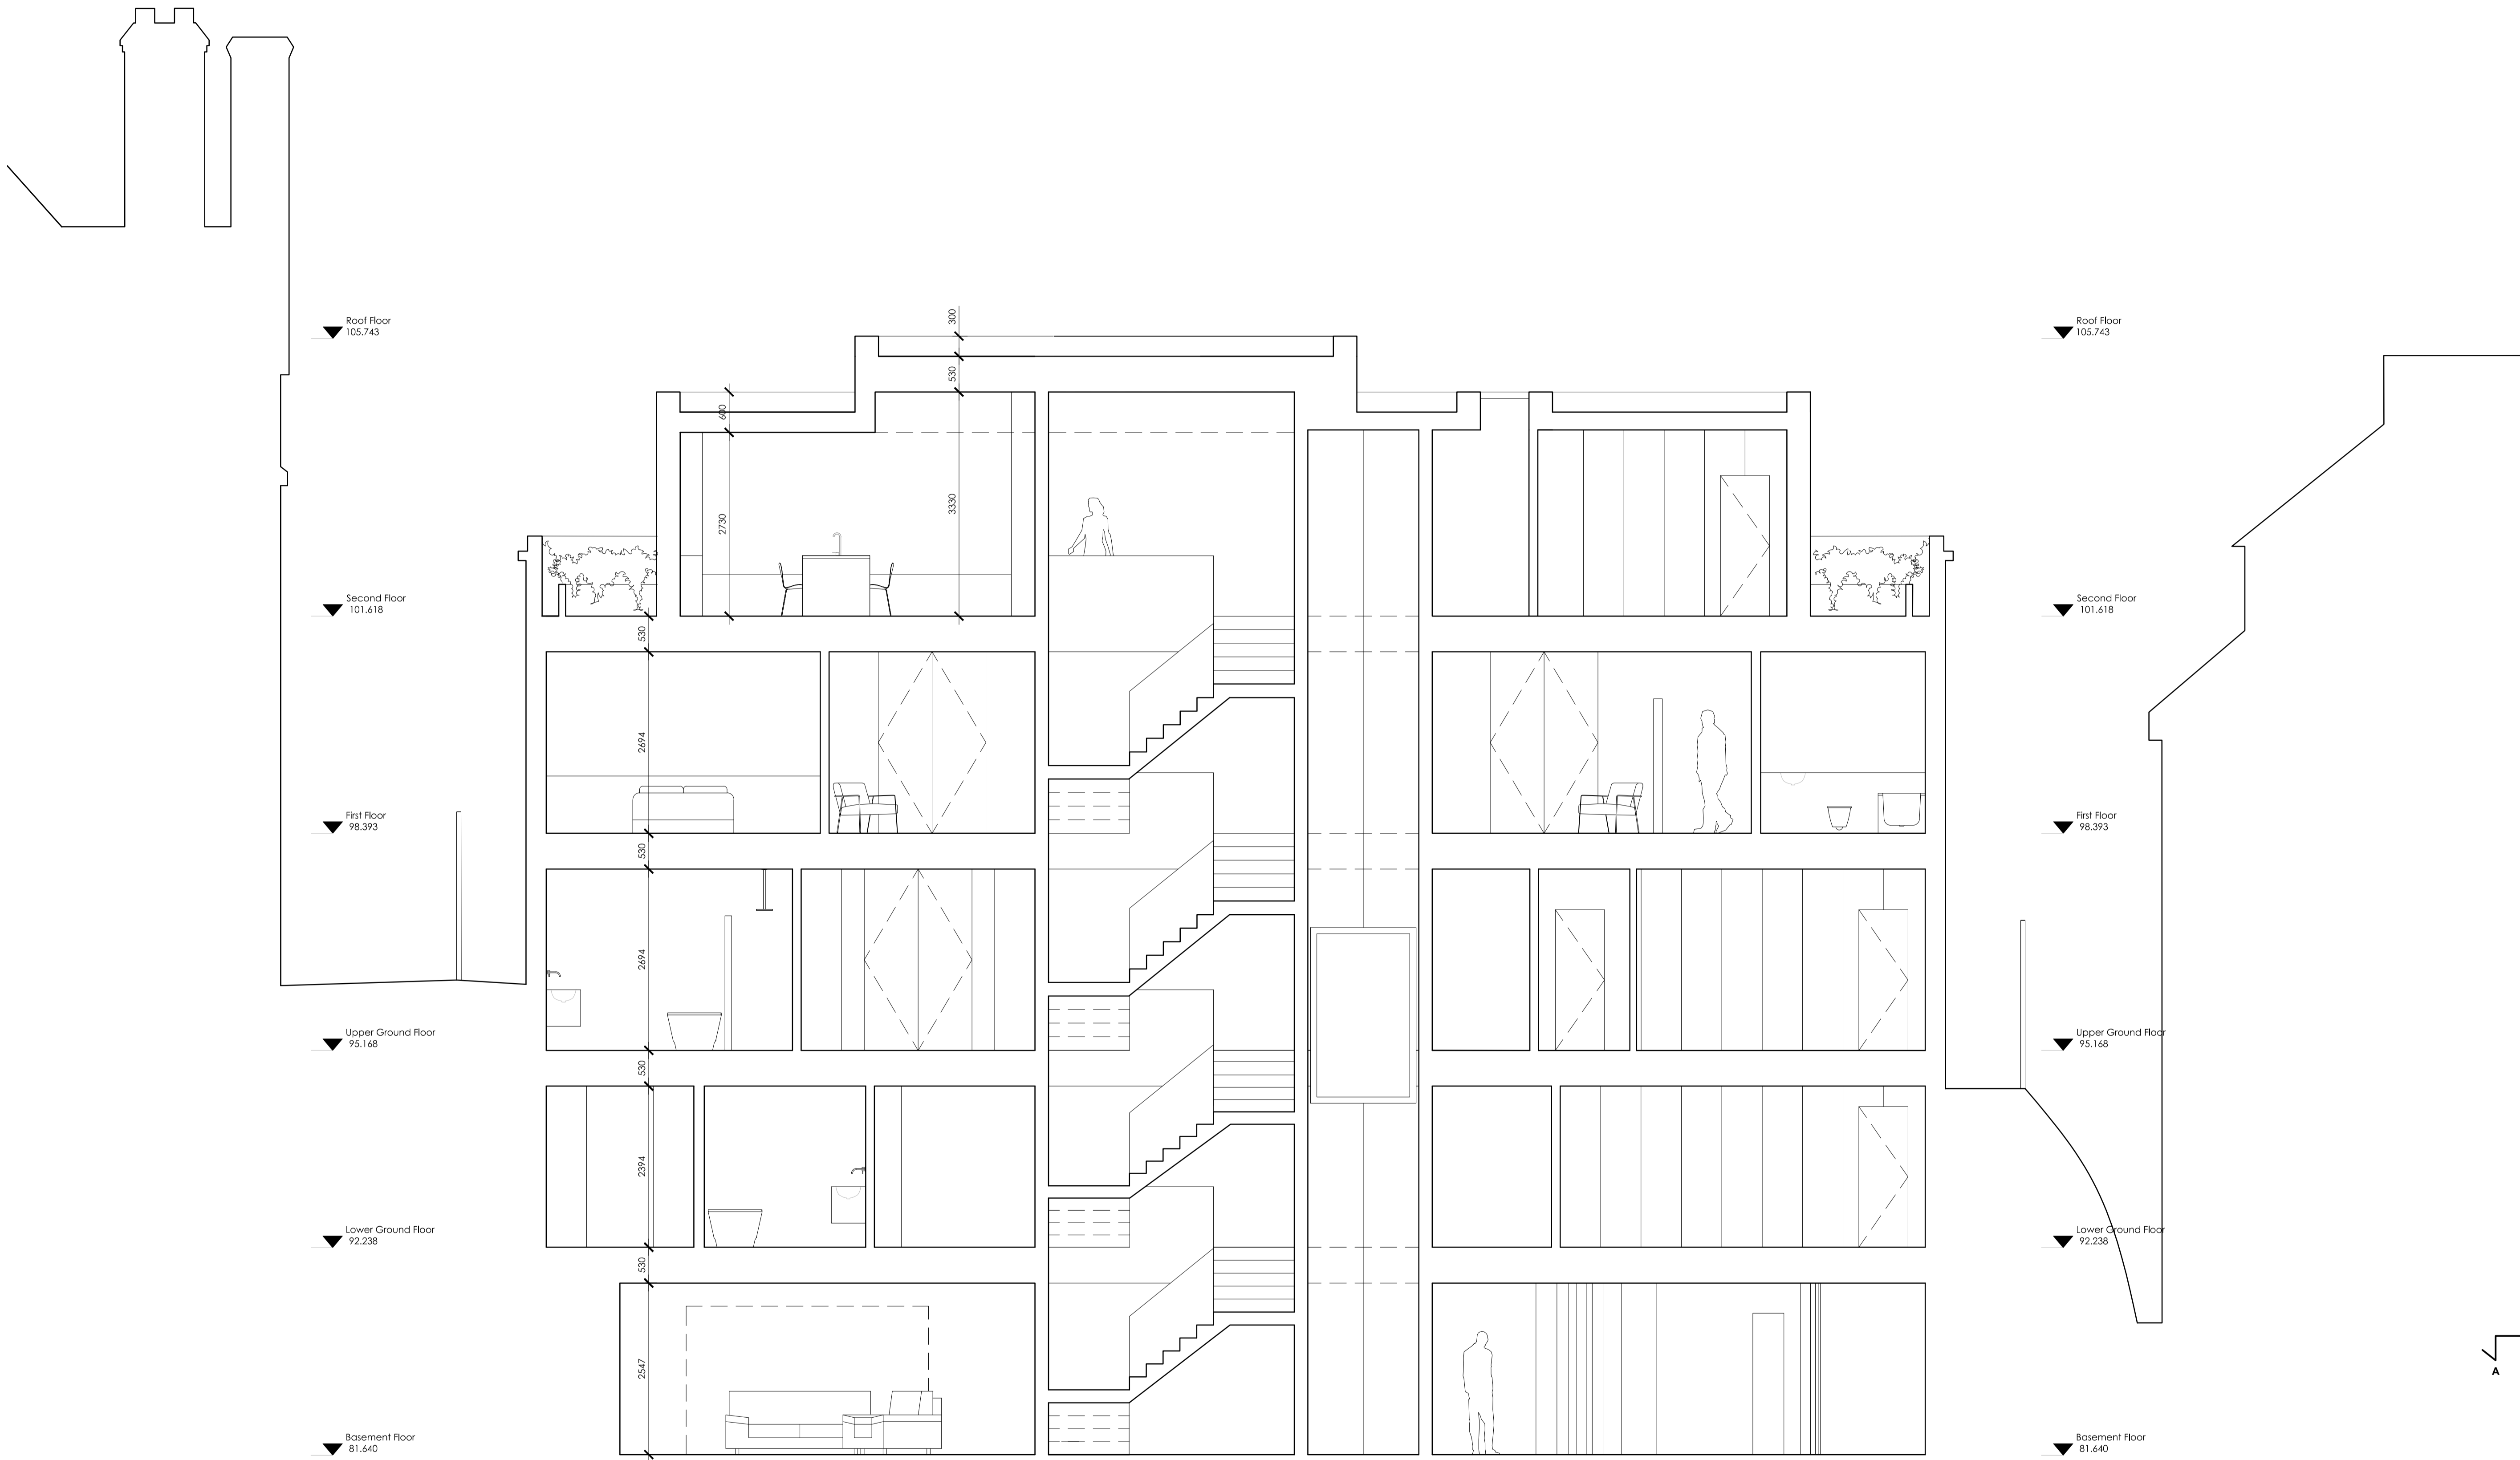 Roof Floor
105.743
Roof Floor
105.743
300
530
600
2730
3330
Second Floor
101.618
Second Floor
101.618
530
2694
First Floor
98.393
First Floor
98.393
530
2694
Upper Ground Floor
95.168
Upper Ground Floor
95.168
530
2394
Lower Ground Floor
92.238
Lower Ground Floor
92.238
530
2547
A
Basement Floor
81.640
Basement Floor
81.640